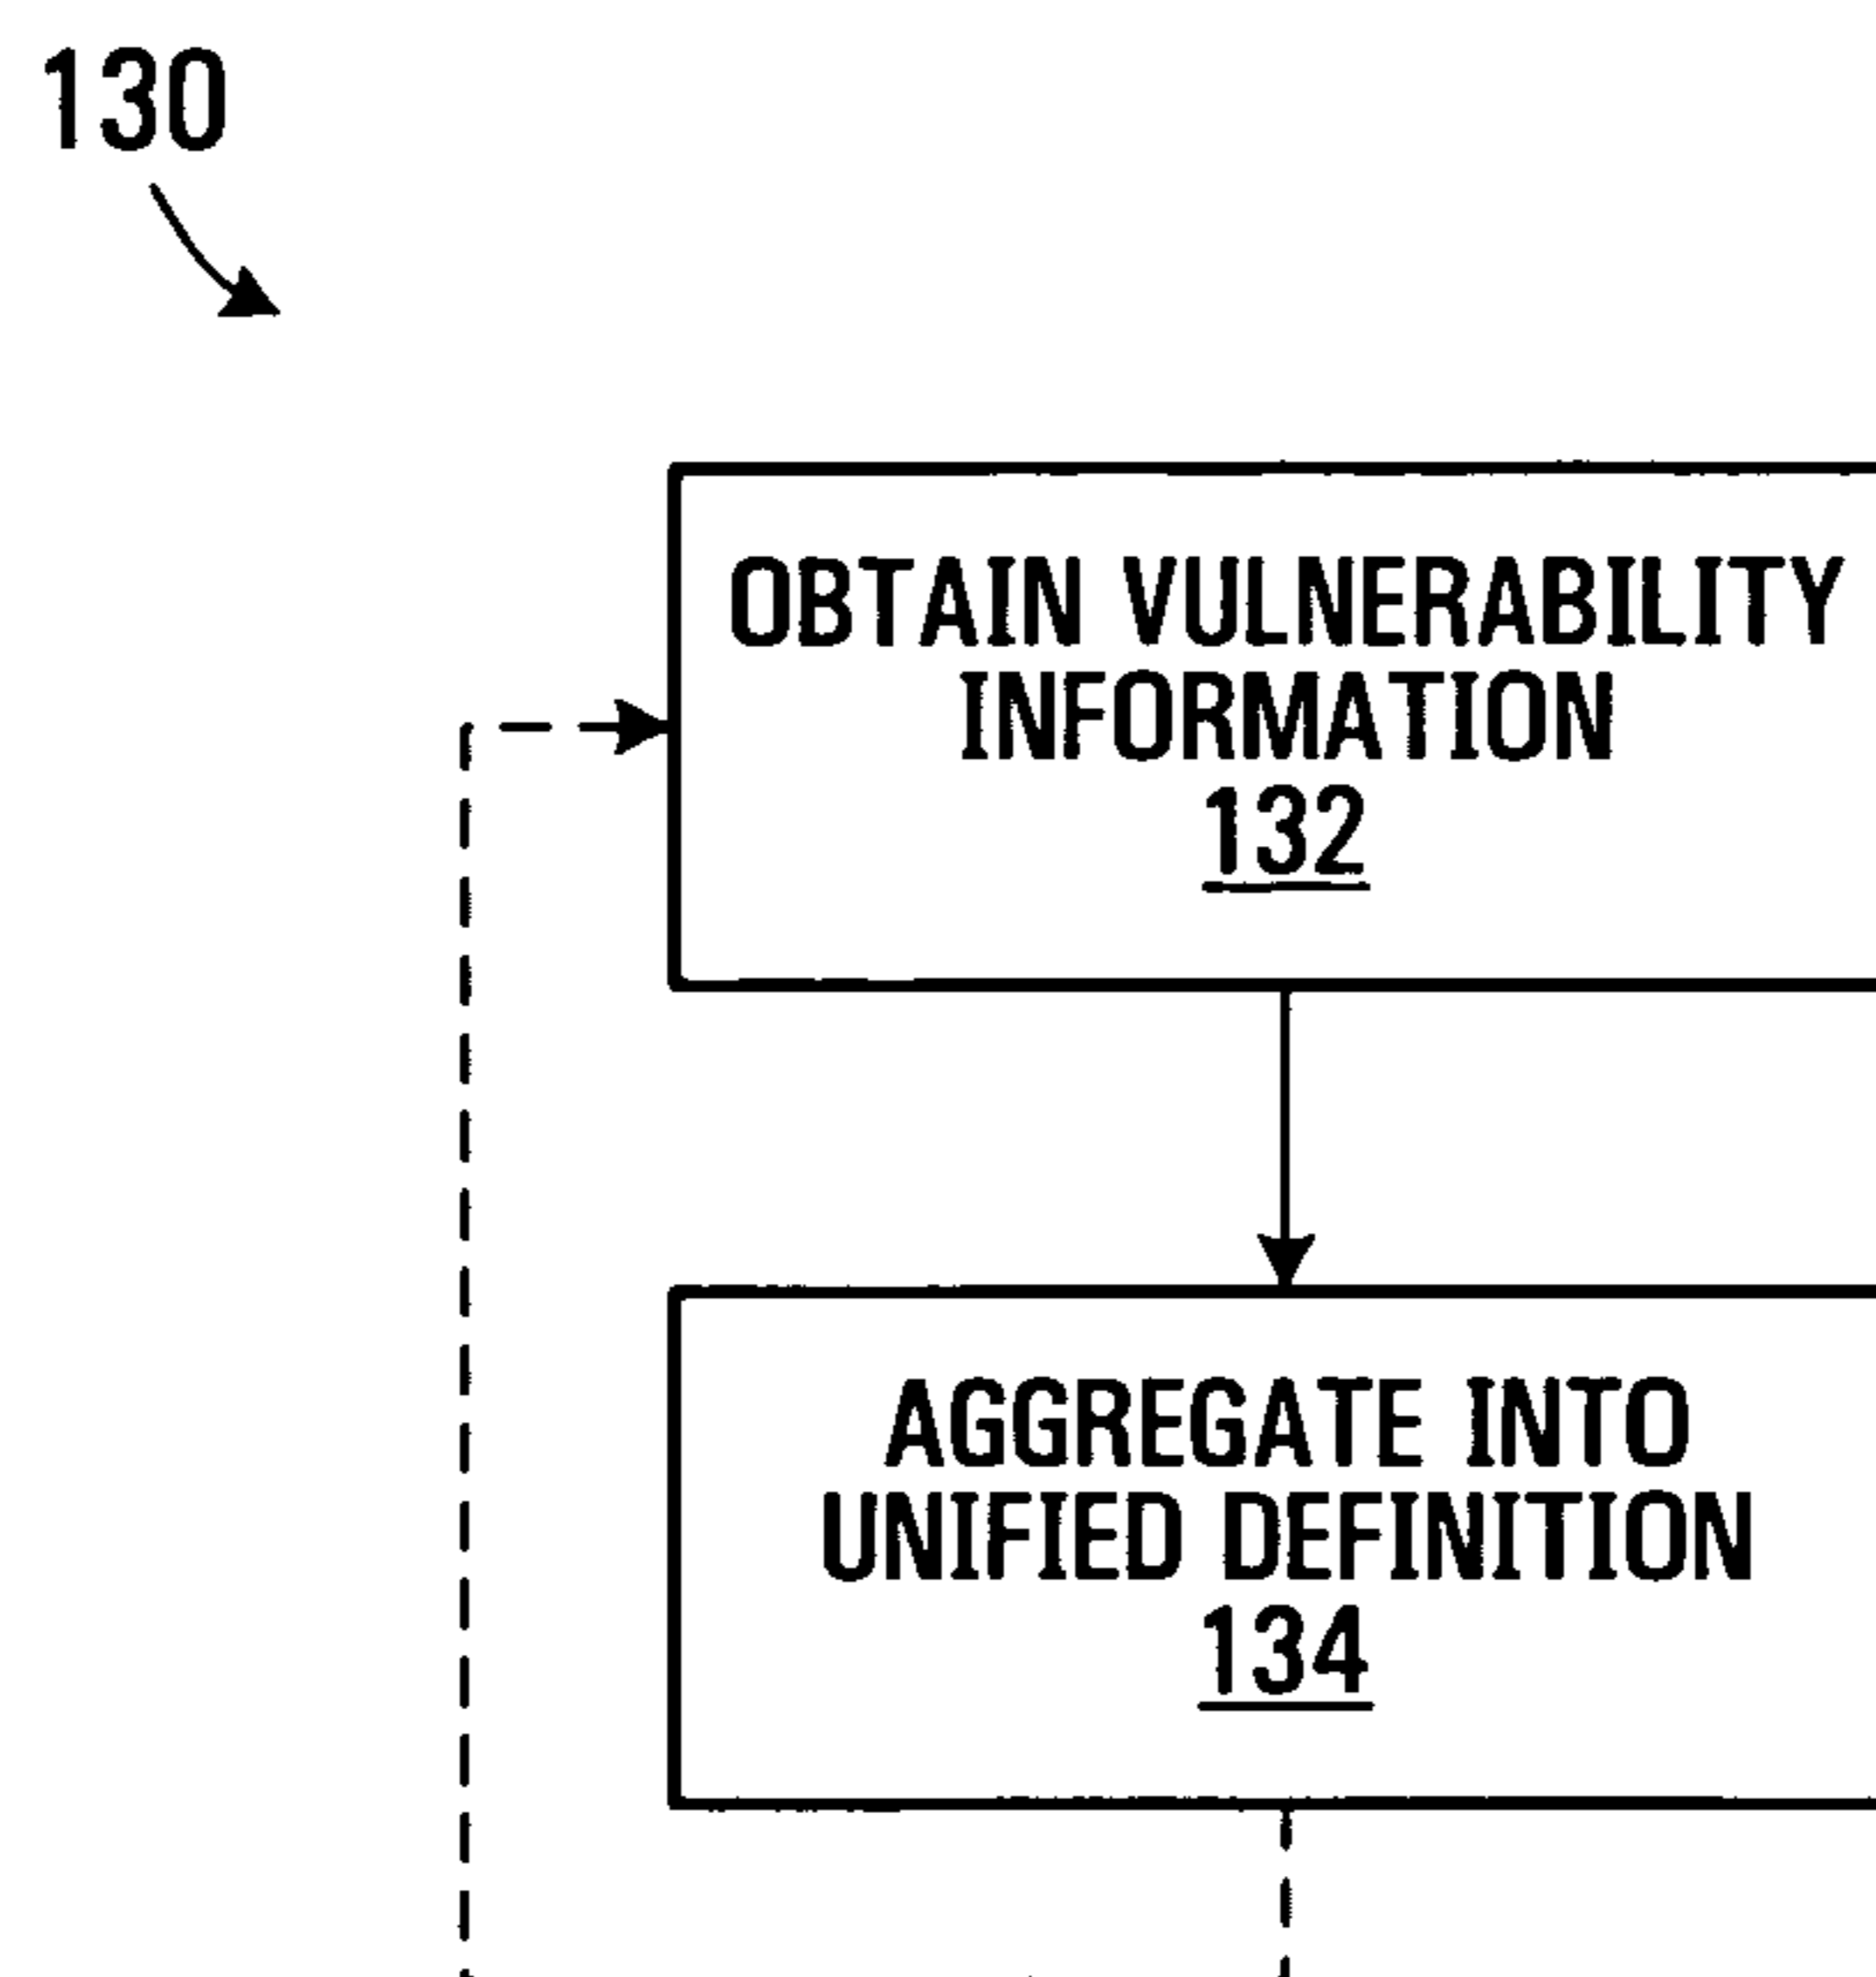 130
OBTAIN VULNERABILITY
INFORMATION
132
AGGREGATE INTO
UNIFIED DEFINITION
134